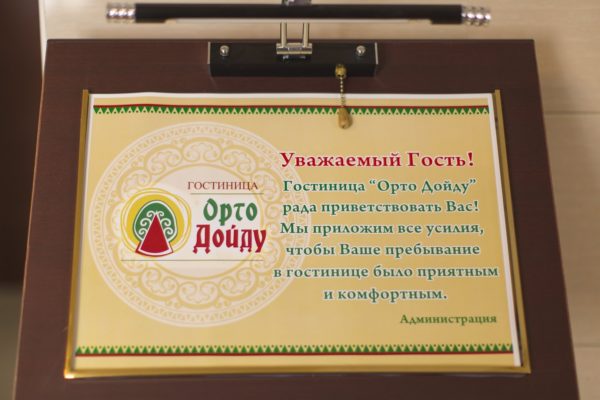 ГОСТИНИЦА
Орто
Дойду
Уважаемый Гость!
Гостиница “Орто Дойду”
рада приветствовать Вас!
Мы приложим все усилия,
чтобы Ваше пребывание
в гостинице было приятным
и комфортным.
Администрация